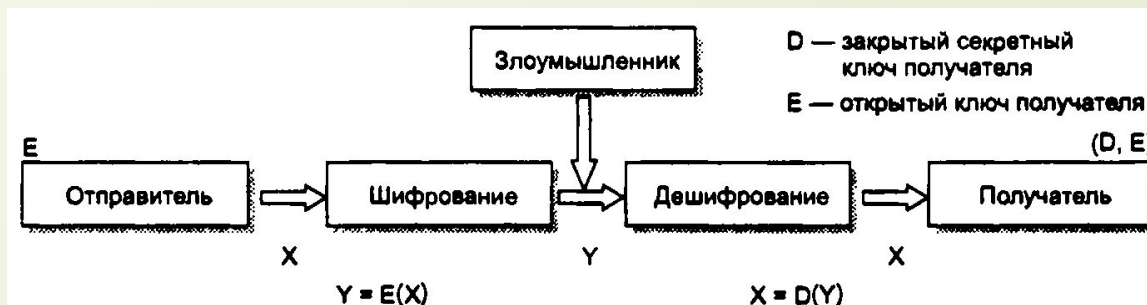 Злоумышленник
D — закрытый секретный
ключ получателя
E — открытый ключ получателя
E
(D, E
Отправитель
Шифрование
Дешифрование
Получатель
X
Y
X
Y = E(X)
X = D(Y)